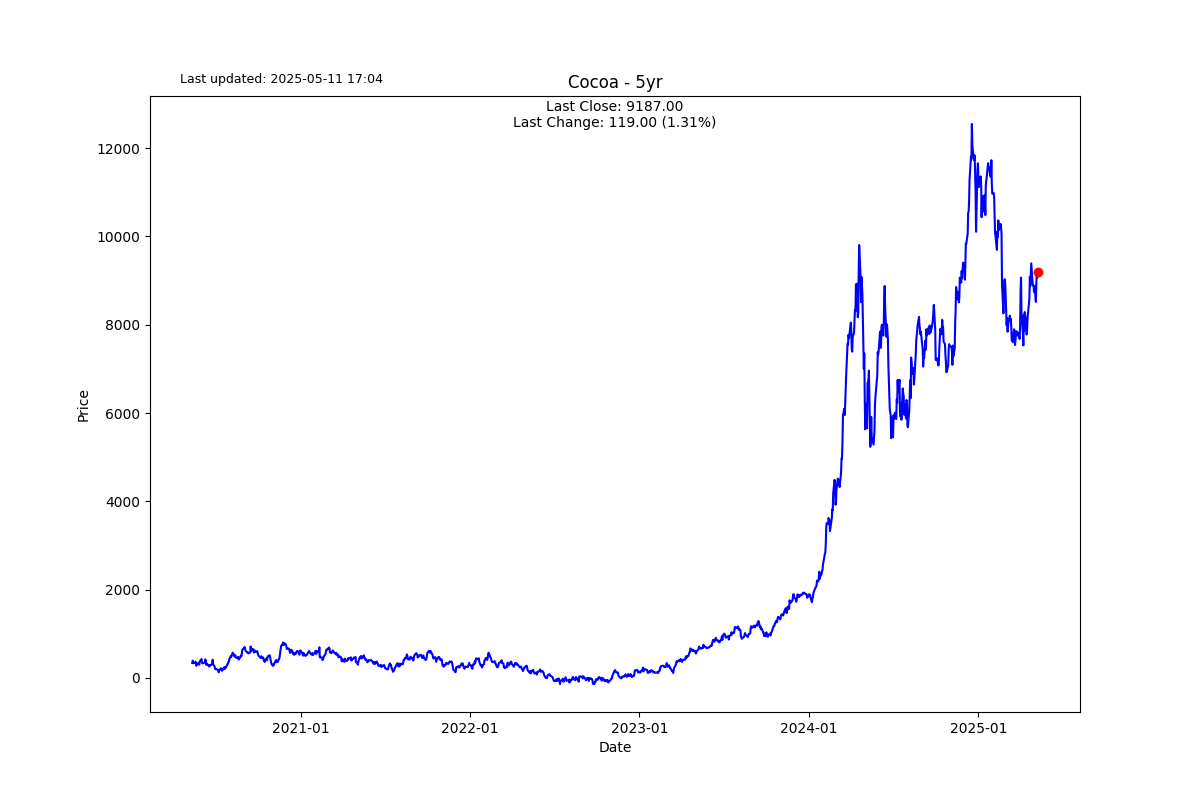 Last updated: 2025-05-11 17:04
Cocoa - 5yr
Last Close: 9187.00
Last Change: 119.00 (1.31%)
12000
10000
8000
6000
4000
2000
0
Price
2021-01
2022-01
2023-01
2024-01
2025-01
Date